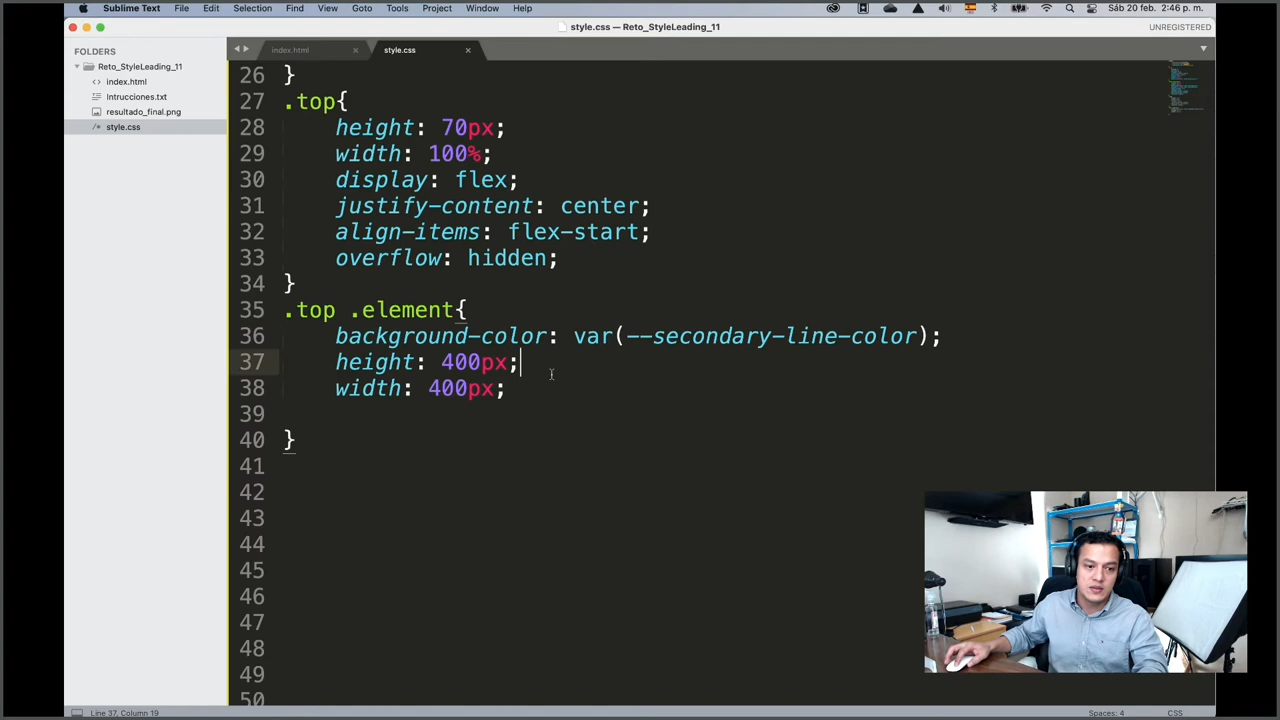 Sublime Text File Edit Selection Find View Goto Tools Project Window Help Sáb 20 feb. 2:46 p. m.
style.css — Reto_StyleLeading_11 UNREGISTERED
FOLDERS
Reto_StyleLeading_11
<> index.html
Intrucciones.txt
resultado_final.png
/* style.css
index.html × style.css ×
26 }
27 .top{
28 height: 70px;
29 width: 100%;
30 display: flex;
31 justify-content: center;
32 align-items: flex-start;
33 overflow: hidden;
34 }
35 .top .element{
36 background-color: var(--secondary-line-color);
37 height: 400px;
38 width: 400px;
39
40 }
41
42
43
44
45
46
47
48
49
50
Line 37, Column 19 Spaces: 4 CSS